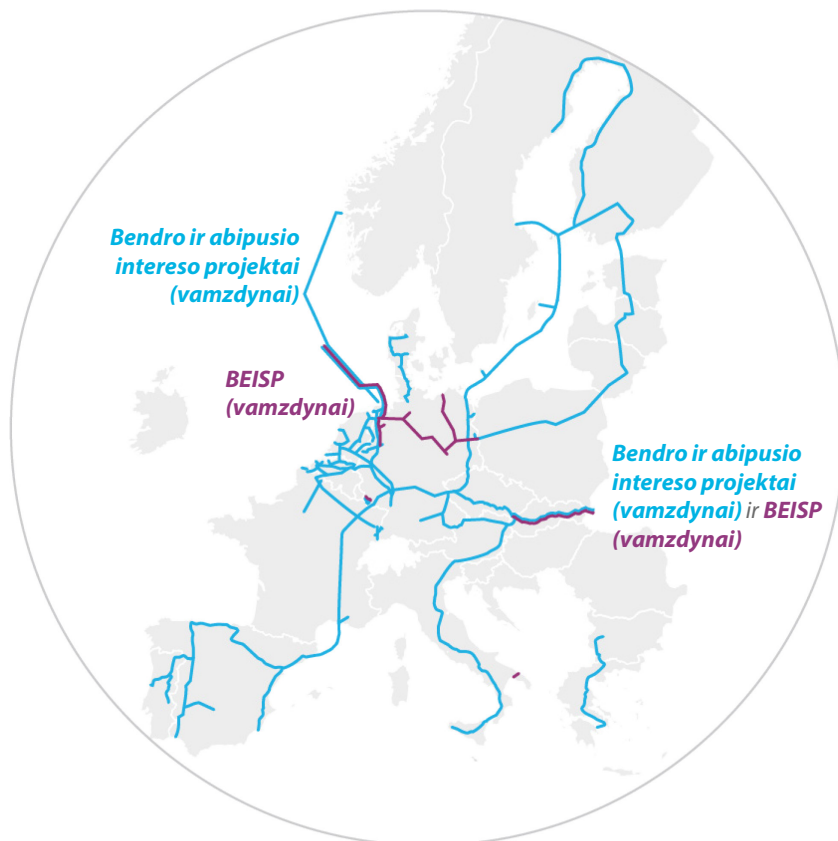 Bendro ir abipusio
intereso projektai
(vamzdynai)
BEISP
(vamzdynai)
Bendro ir abipusio
intereso projektai
(vamzdynai) ir BEISP
(vamzdynai)